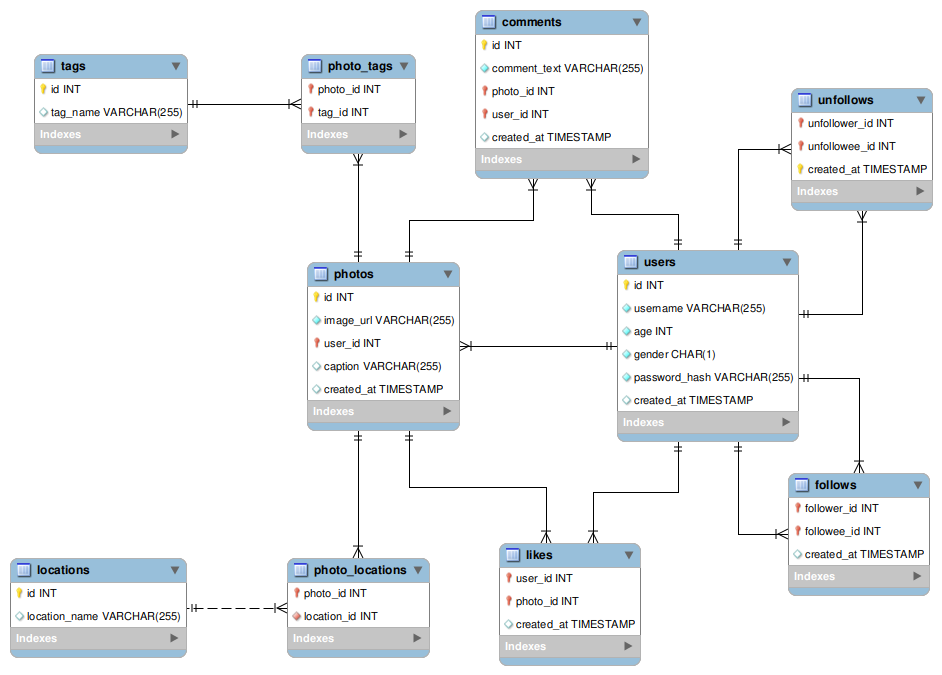 comments
id INT
comment_text VARCHAR(255)
photo_id INT
user_id INT
created_at TIMESTAMP
Indexes
tags
id INT
tag_name VARCHAR(255)
Indexes
photo_tags
photo_id INT
tag_id INT
Indexes
unfollows
unfollower_id INT
unfollowee_id INT
created_at TIMESTAMP
Indexes
photos
id INT
image_url VARCHAR(255)
user_id INT
caption VARCHAR(255)
created_at TIMESTAMP
Indexes
users
id INT
username VARCHAR(255)
age INT
gender CHAR(1)
password_hash VARCHAR(255)
created_at TIMESTAMP
Indexes
follows
follower_id INT
followee_id INT
created_at TIMESTAMP
Indexes
locations
id INT
location_name VARCHAR(255)
Indexes
photo_locations
photo_id INT
location_id INT
Indexes
likes
user_id INT
photo_id INT
created_at TIMESTAMP
Indexes